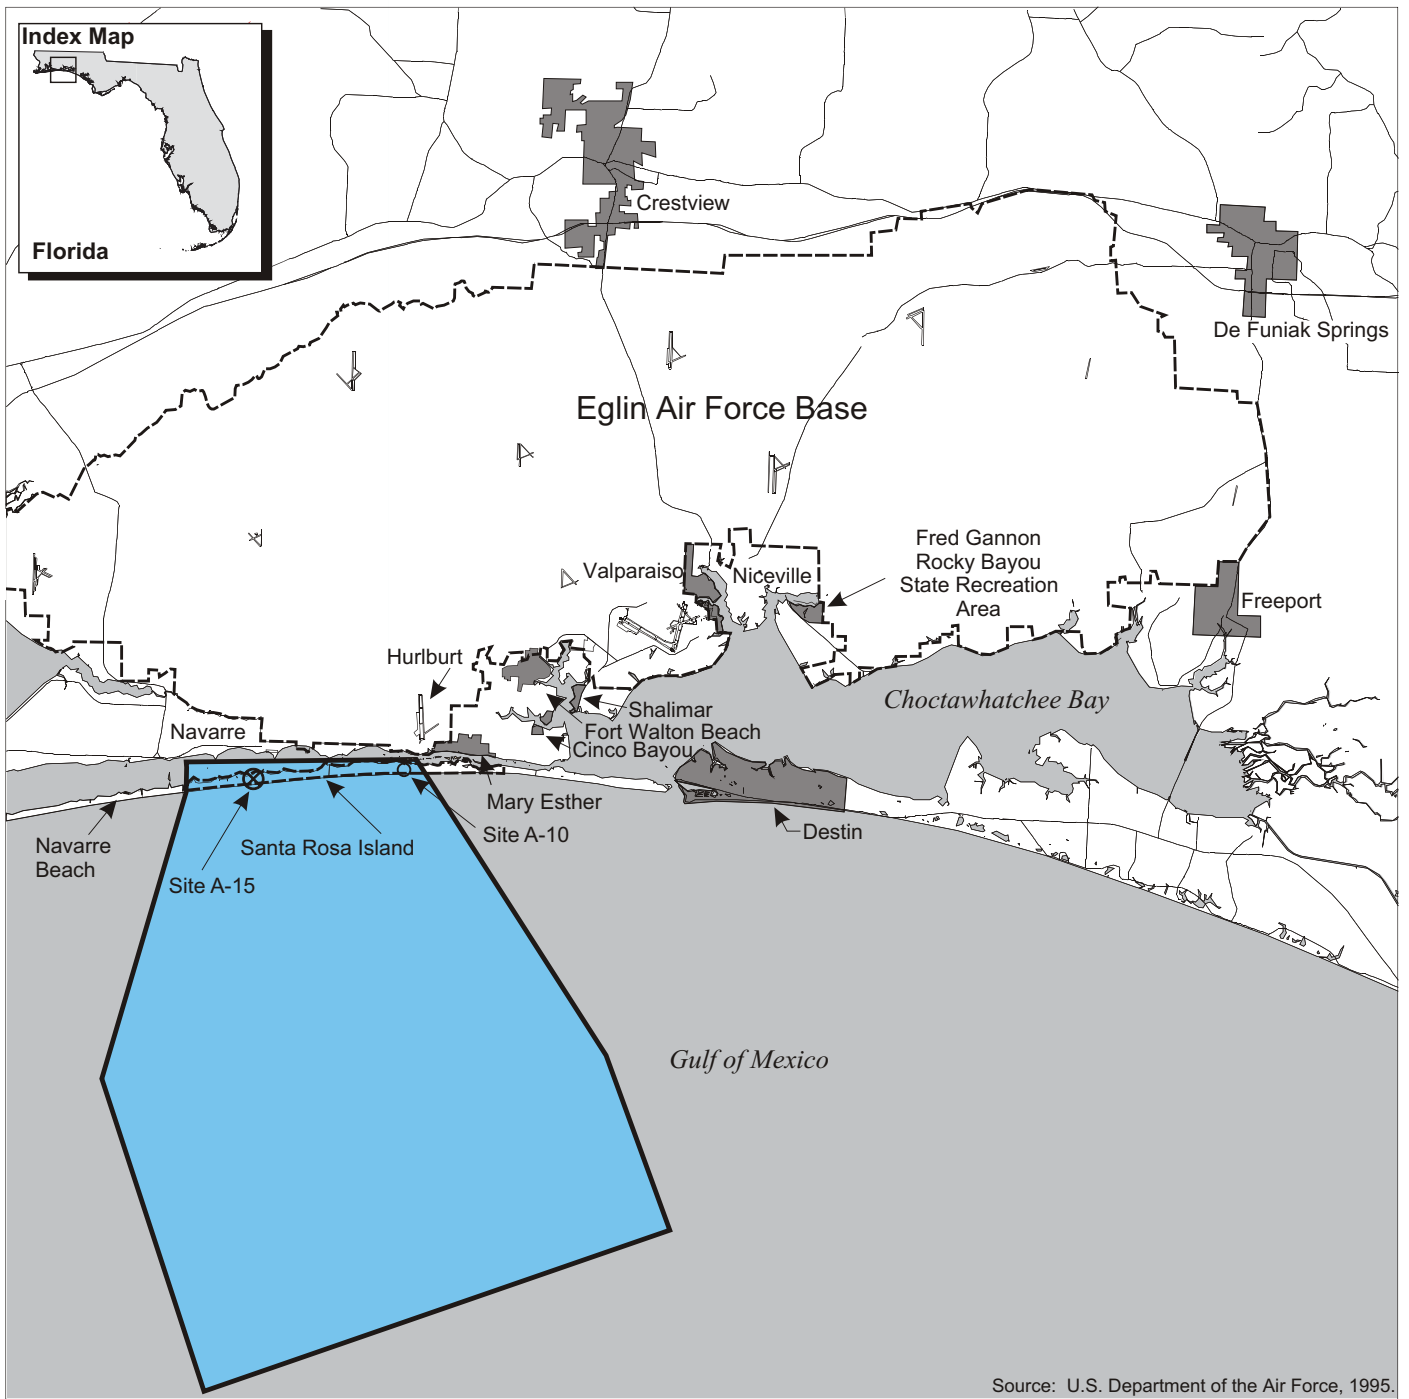 Index Map
Florida
Crestview
De Funiak Springs
Eglin Air Force Base
Fred Gannon
Rocky Bayou
State Recreation
Area
Valparaiso
Niceville
Freeport
Hurlburt
Choctawhatchee Bay
Shalimar
Navarre
Fort Walton Beach
Cinco Bayou
Mary Esther
Site A-10
Destin
Navarre
Beach
Santa Rosa Island
Site A-15
Gulf of Mexico
Source: U.S. Department of the Air Force, 1995.